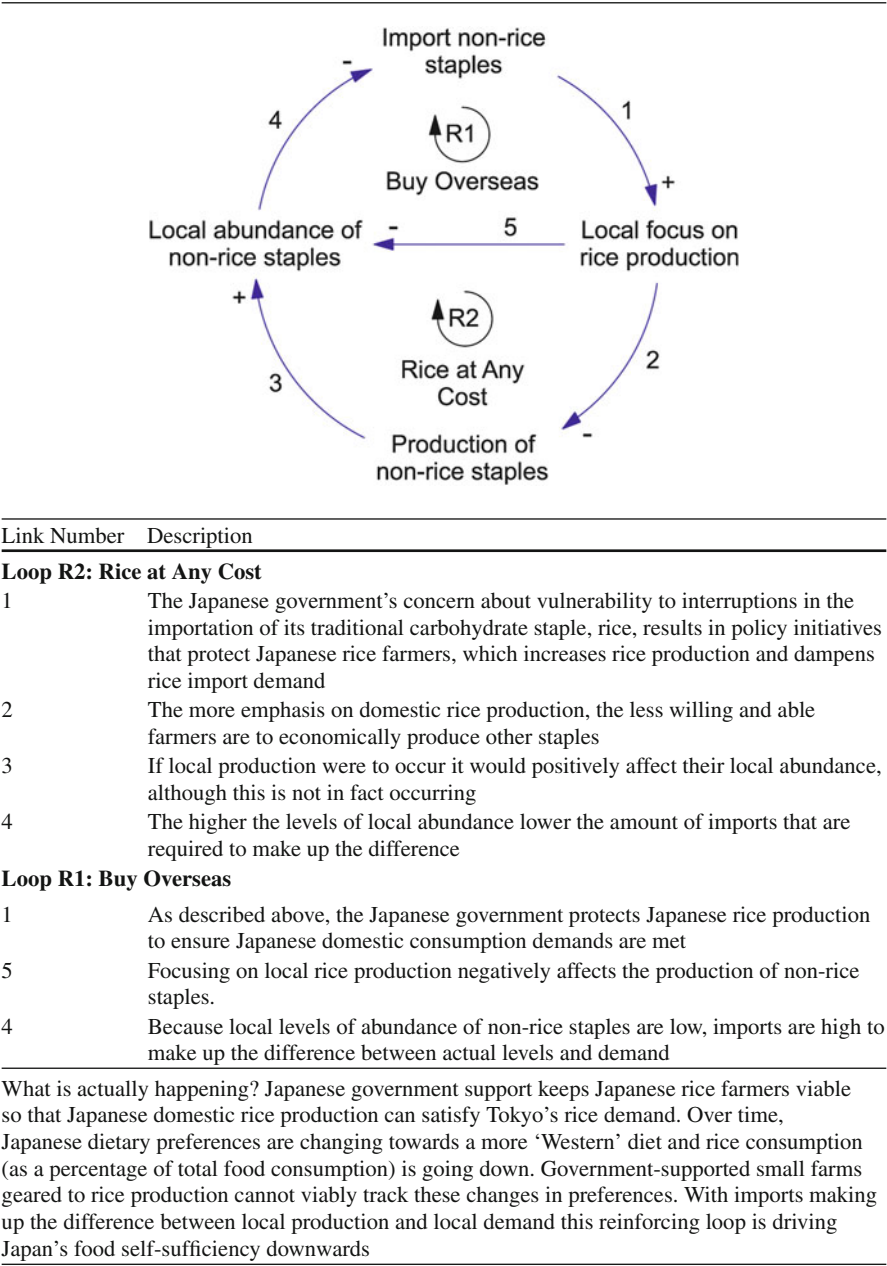 Import non-rice
staples
-
4
1
R1
Buy Overseas
+
Local abundance of
non-rice staples
-
5
Local focus on
rice production
+
R2
Rice at Any
Cost
3
2
-
Production of
non-rice staples
Link Number Description
Loop R2: Rice at Any Cost
1 The Japanese government's concern about vulnerability to interruptions in the
importation of its traditional carbohydrate staple, rice, results in policy initiatives
that protect Japanese rice farmers, which increases rice production and dampens
rice import demand
2 The more emphasis on domestic rice production, the less willing and able
farmers are to economically produce other staples
3 If local production were to occur it would positively affect their local abundance,
although this is not in fact occurring
4 The higher the levels of local abundance lower the amount of imports that are
required to make up the difference
Loop R1: Buy Overseas
1 As described above, the Japanese government protects Japanese rice production
to ensure Japanese domestic consumption demands are met
5 Focusing on local rice production negatively affects the production of non-rice
staples.
4 Because local levels of abundance of non-rice staples are low, imports are high to
make up the difference between actual levels and demand
What is actually happening? Japanese government support keeps Japanese rice farmers viable
so that Japanese domestic rice production can satisfy Tokyo's rice demand. Over time,
Japanese dietary preferences are changing towards a more 'Western' diet and rice consumption
(as a percentage of total food consumption) is going down. Government-supported small farms
geared to rice production cannot viably track these changes in preferences. With imports making
up the difference between local production and local demand this reinforcing loop is driving
Japan's food self-sufficiency downwards